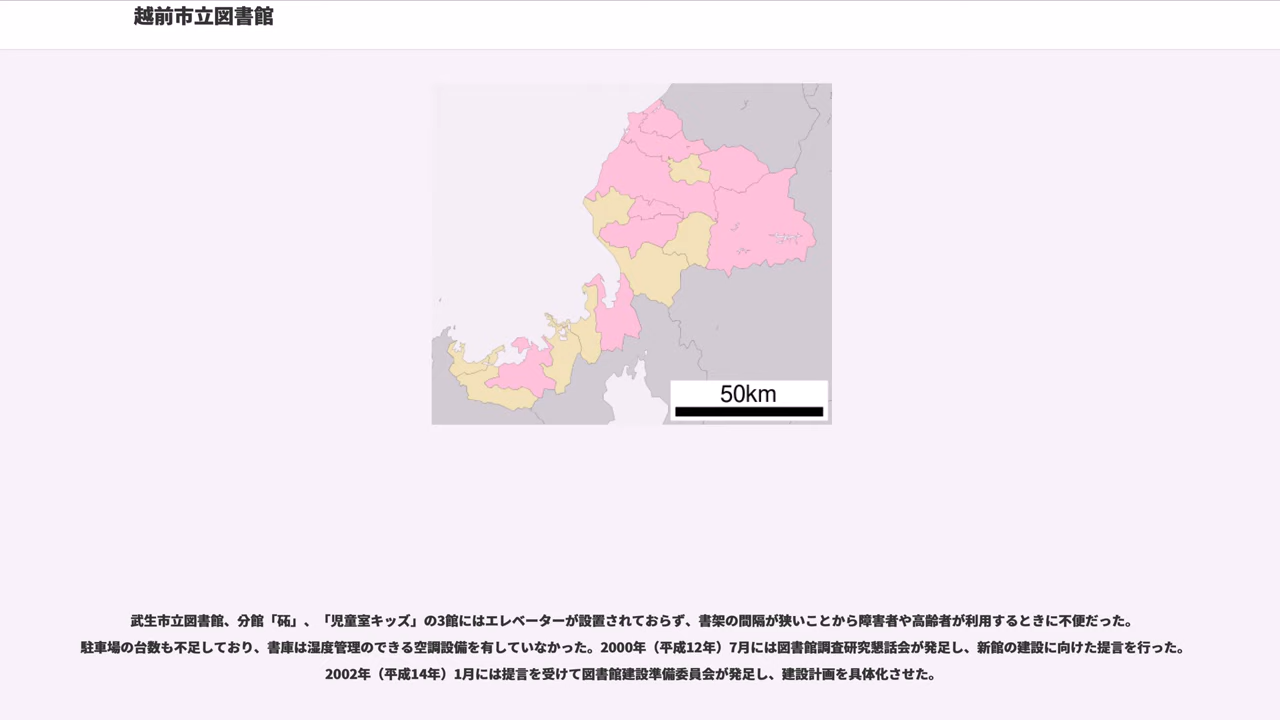 越前市立図書館
50km
武生市立図書館、分館「砳」、「児童室キッズ」の3館にはエレベーターが設置されておらず、書架の間隔が狭いことから障害者や高齢者が利用するときに不便だった。
駐車場の台数も不足しており、書庫は湿度管理のできる空調設備を有していなかった。2000年（平成12年）7月には図書館調査研究懇話会が発足し、新館の建設に向けた提言を行った。
2002年（平成14年）1月には提言を受けて図書館建設準備委員会が発足し、建設計画を具体化させた。